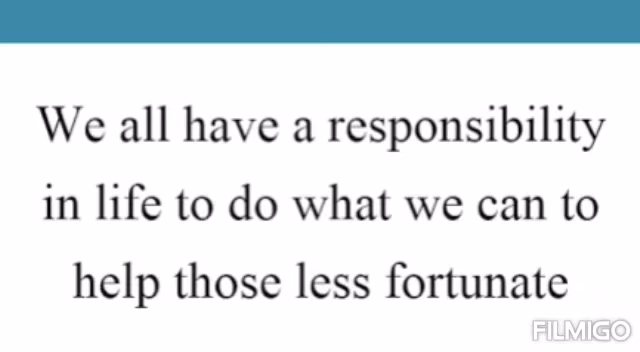 We all have a responsibility
in life to do what we can to
help those less fortunate
FILMIGO